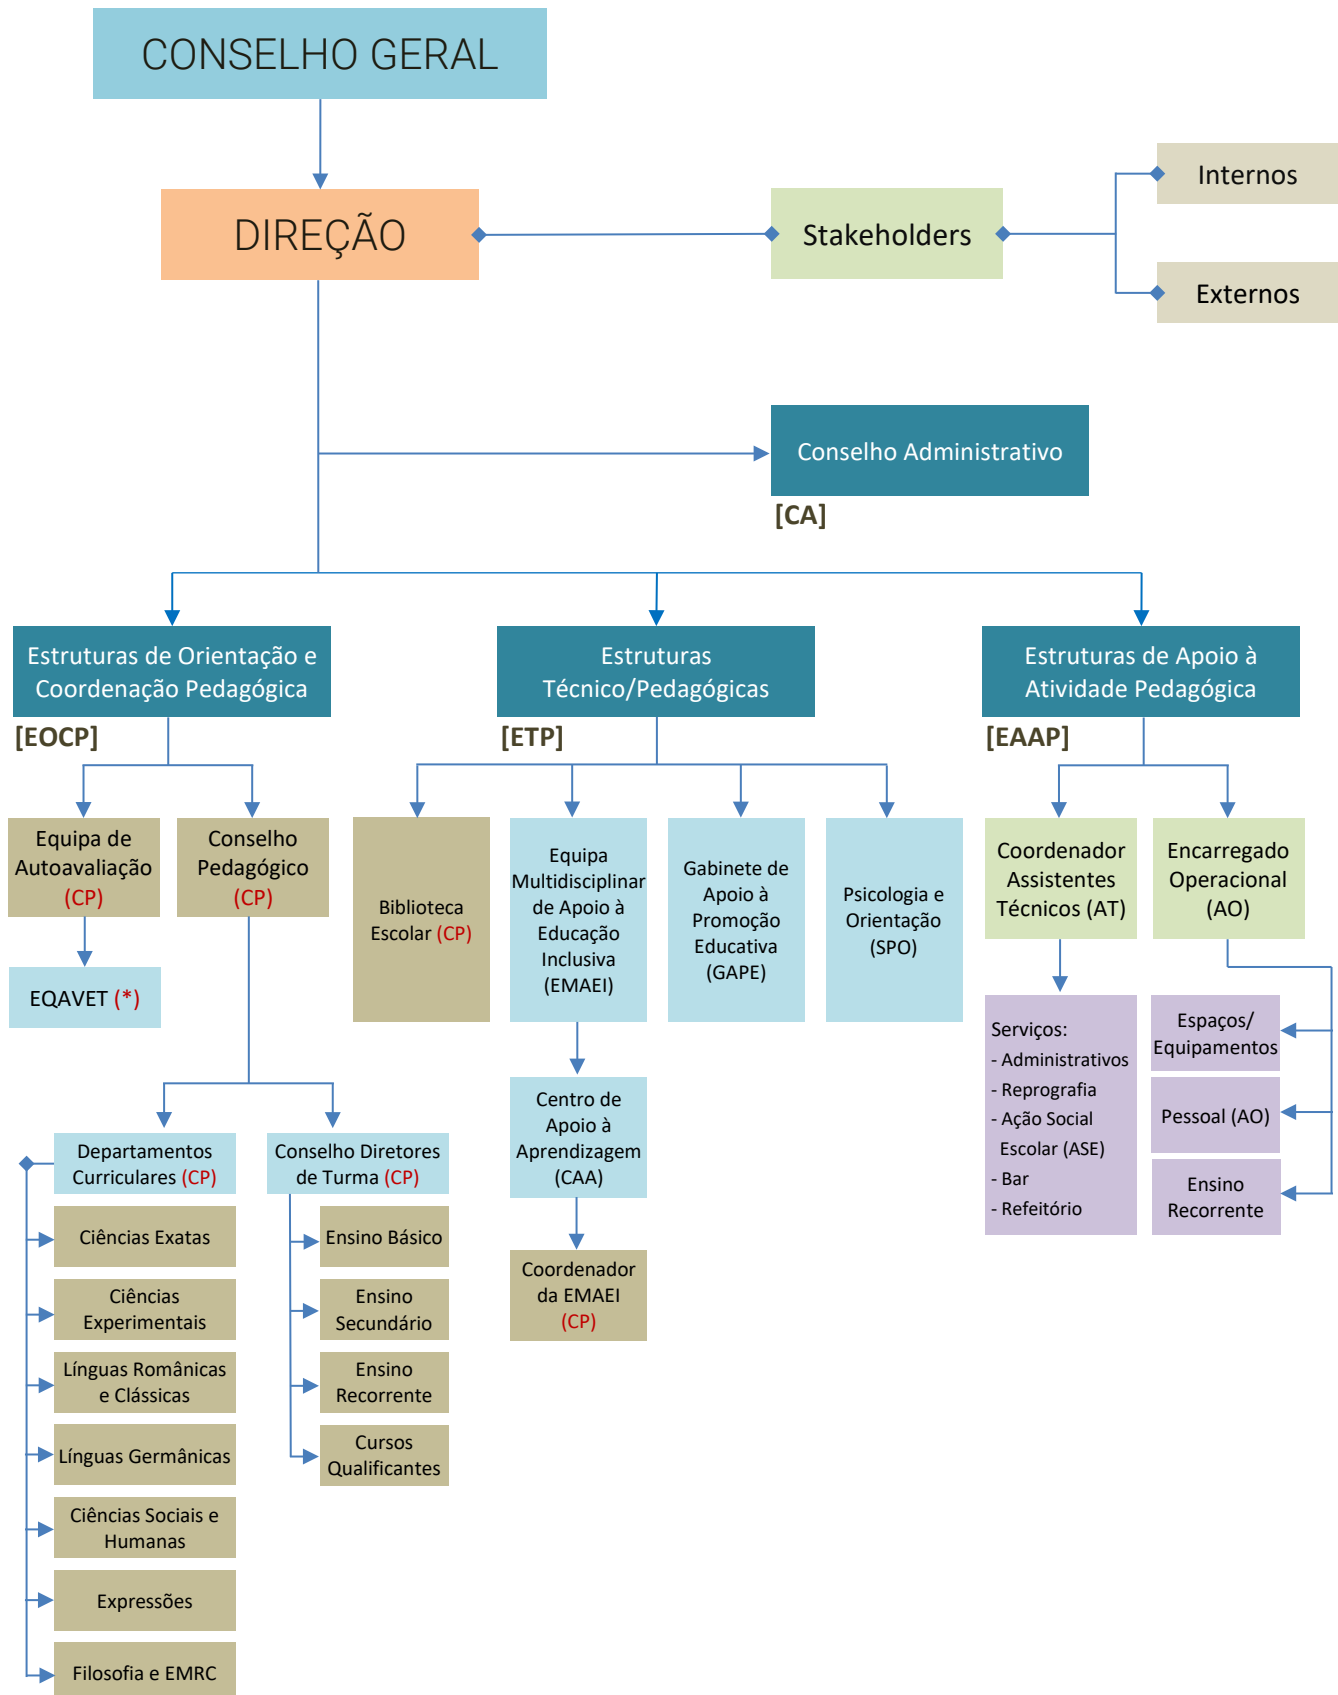 CONSELHO GERAL
DIREÇÃO
Stakeholders
Internos
Externos
Conselho Administrativo
[CA]
Estruturas de Orientação e
Coordenação Pedagógica
[EOCP]
Estruturas
Técnico/Pedagógicas
[ETP]
Estruturas de Apoio à
Atividade Pedagógica
[EAAP]
Equipa de
Autoavaliação
(CP)
Conselho
Pedagógico
(CP)
EQAVET (*)
Biblioteca
Escolar (CP)
Equipa
Multidisciplinar
de Apoio à
Educação
Inclusiva
(EMAEI)
Gabinete de
Apoio à
Promoção
Educativa
(GAPE)
Psicologia e
Orientação
(SPO)
Coordenador
Assistentes
Técnicos (AT)
Encarregado
Operacional
(AO)
Serviços:
- Administrativos
- Reprografia
- Ação Social
Escolar (ASE)
- Bar
- Refeitório
Espaços/
Equipamentos
Pessoal (AO)
Ensino
Recorrente
Centro de
Apoio à
Aprendizagem
(CAA)
Coordenador
da EMAEI
(CP)
Departamentos
Curriculares (CP)
Ciências Exatas
Ciências
Experimentais
Línguas Românicas
e Clássicas
Línguas Germânicas
Ciências Sociais e
Humanas
Expressões
Filosofia e EMRC
Conselho Diretores
de Turma (CP)
Ensino Básico
Ensino
Secundário
Ensino
Recorrente
Cursos
Qualificantes